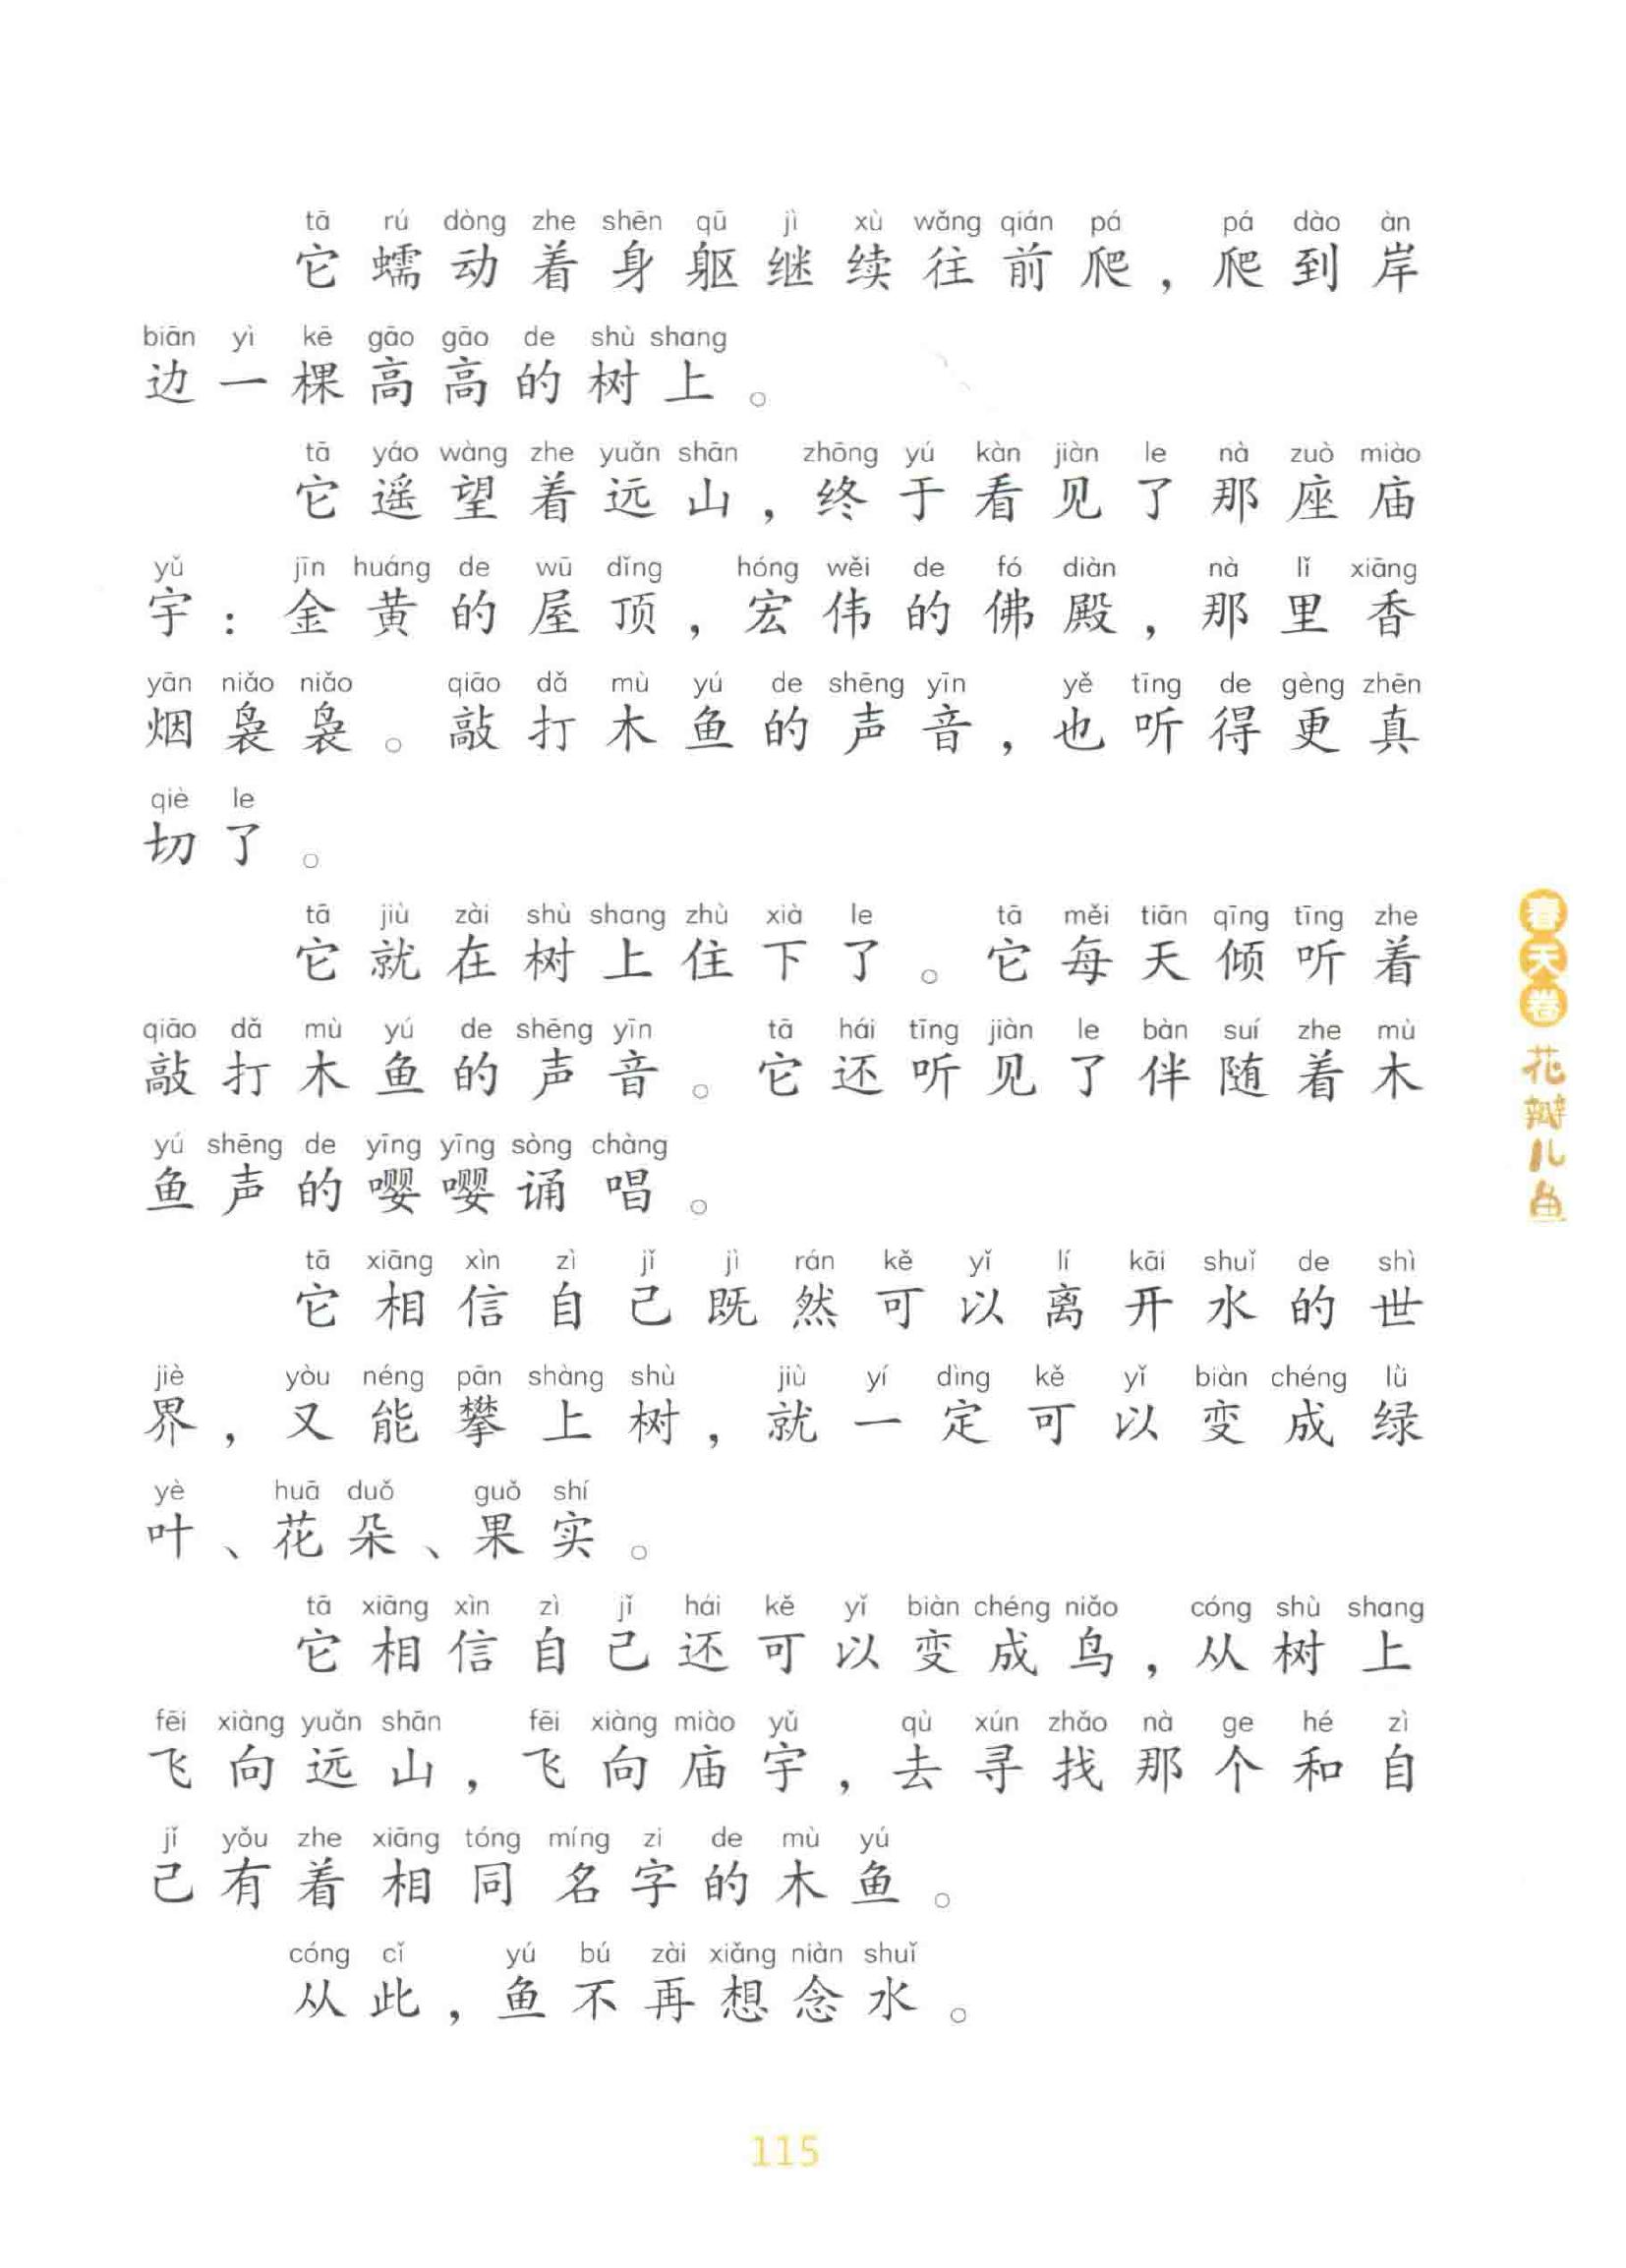 tā rú dòng zhe shēn qū jì xù wǎng qián pá pá dào àn
它蠕动着身躯继续往前爬，爬到岸
biān yì kē gāo gāo de shù shang
边一棵高高的树上。
tā yáo wàng zhe yuǎn shān zhōng yú kàn jiàn le nà zuò miào
它遥望着远山，终于看见了那座庙
yǔ jīn huáng de wū dǐng hóng wěi de fó diàn nà lǐ xiāng
宇：金黄的屋顶，宏伟的佛殿，那里香
yān niǎo niǎo qiāo dǎ mù yú de shēng yīn yě tīng de gèng zhēn
烟袅袅。敲打木鱼的声音，也听得更真
qiè le
切了。
tā jiù zài shù shang zhù xià le tā měi tiān qīng tīng zhe
它就在树上住下了。它每天倾听着
qiāo dǎ mù yú de shēng yīn tā hái tīng jiàn le bàn suí zhe mù
敲打木鱼的声音。它还听见了伴随着木
yú shēng de yīng yīng sòng chàng
鱼声的嘤嘤诵唱。
tā xiāng xìn zì jǐ jì rán kě yǐ lí kāi shuǐ de shì
它相信自己既然可以离开水的世
jiè yòu néng pān shàng shù jiù yí dìng kě yǐ biàn chéng lǜ
界，又能攀上树，就一定可以变成绿
yè huā duǒ guǒ shí
叶、花朵、果实。
tā xiāng xìn zì jǐ hái kě yǐ biàn chéng niǎo cóng shù shang
它相信自己还可以变成鸟，从树上
fēi xiàng yuǎn shān fēi xiàng miào yǔ qù xún zhǎo nà ge hé zì
飞向远山，飞向庙宇，去寻找那个和自
jǐ yǒu zhe xiāng tóng míng zi de mù yú
己有着相同名字的木鱼。
cóng cǐ yú bú zài xiǎng niàn shuǐ
从此，鱼不再想念水。
春天卷 花瓣儿鱼
115